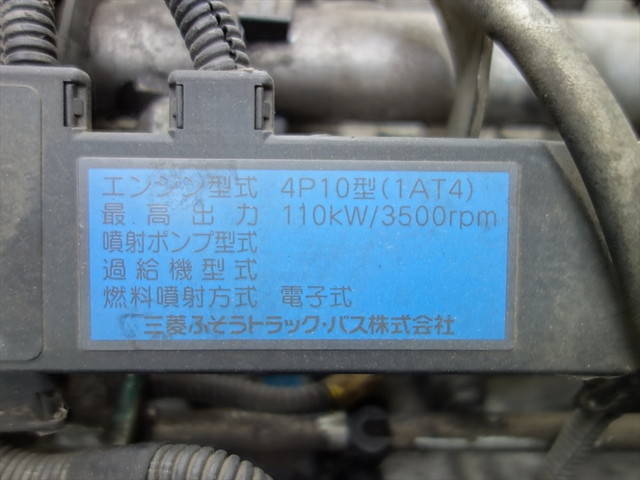 エンジン型式 4P10型(1AT4)
最高出力 110kW/3500rpm
噴射ポンプ型式
過給機型式
燃料噴射方式 電子式
三菱ふそうトラック・バス株式会社